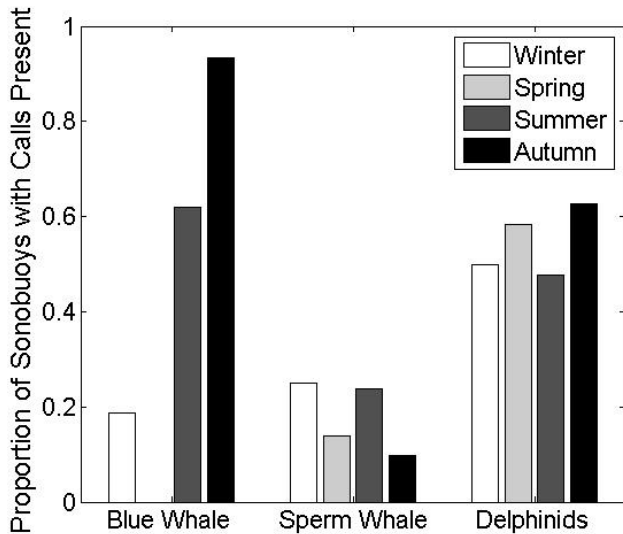 Proportion of Sonobuoys with Calls Present
1
0.8
0.6
0.4
0.2
0
Winter
Spring
Summer
Autumn
Blue Whale
Sperm Whale
Delphinids